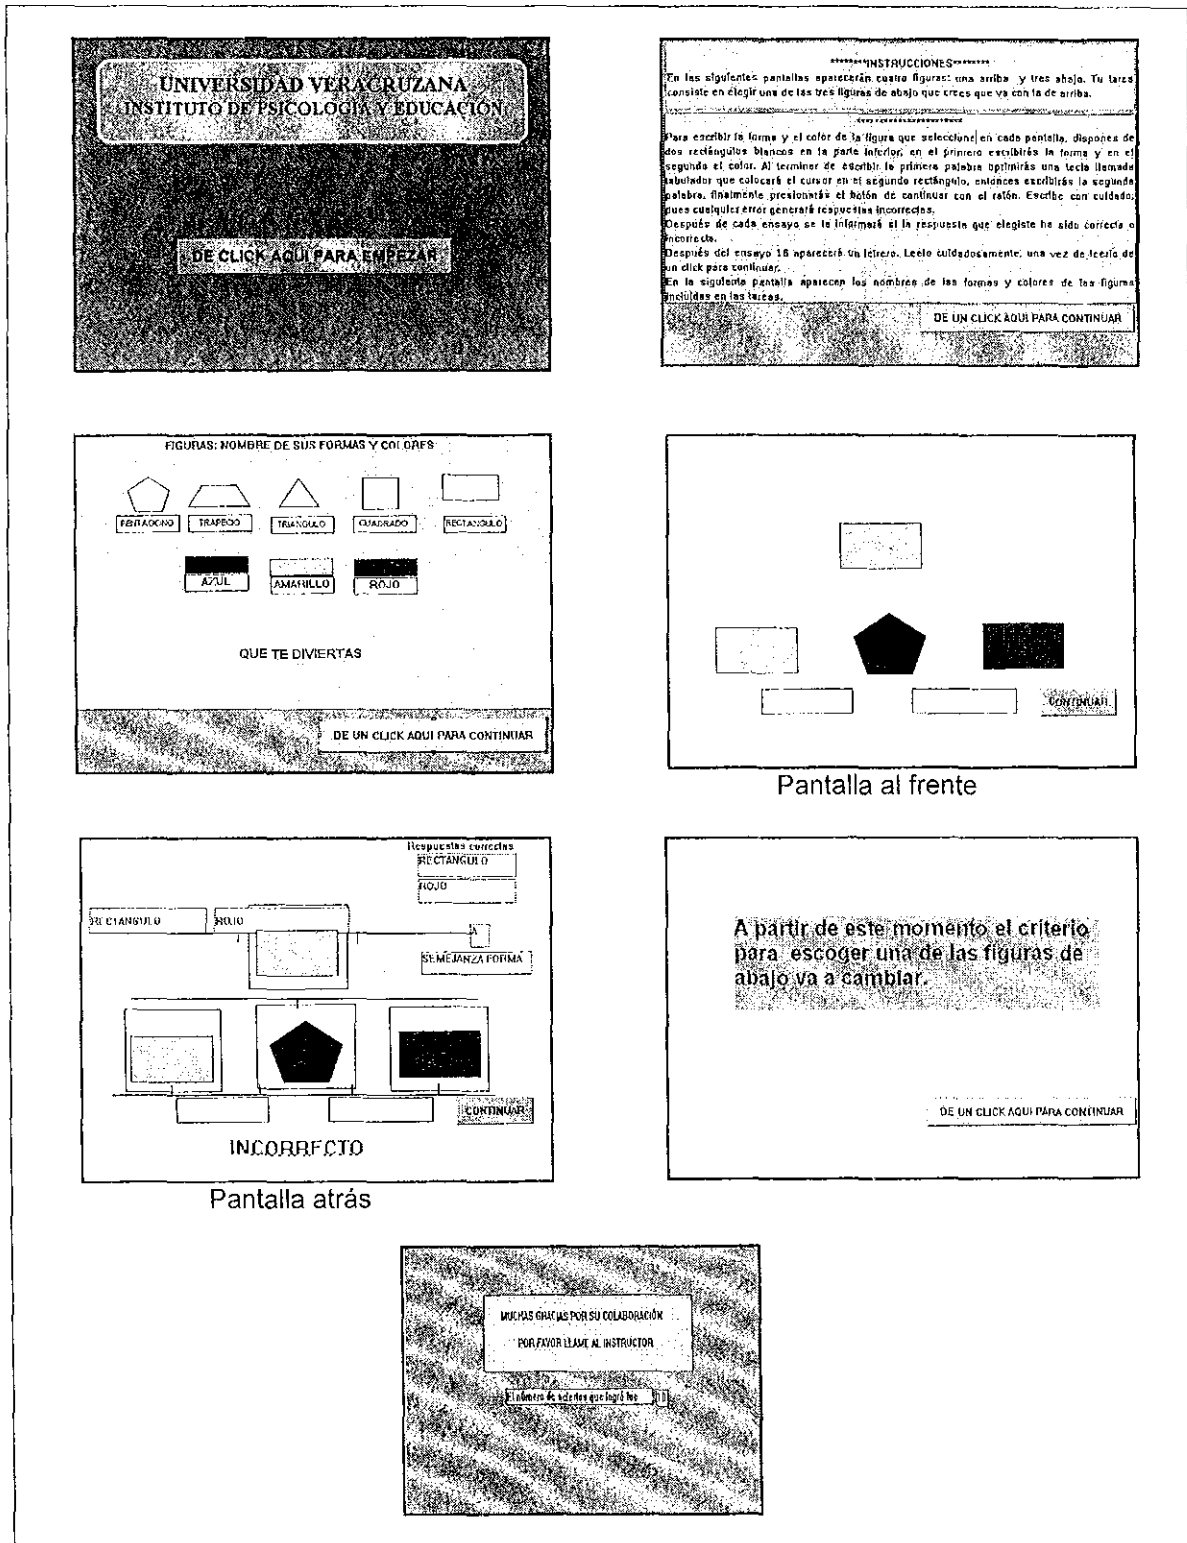 UNIVERSIDAD VERACRUZANA
INSTITUTO DE PSICOLOGIA Y EDUCACIÓN
DE CLICK AQUI PARA EMPEZAR
********INSTRUCCIONES********
En las siguientes pantallas aparecerán cuatro figuras: una arriba y tres abajo. Tu tarea
consiste en elegir una de las tres figuras de abajo que crees que va con la de arriba.
Para escribir la forma y el color de la figura que seleccione en cada pantalla, dispones de
dos rectángulos blancos en la parte inferior, en el primero escribirás la forma y en el
segundo el color. Al terminar de escribir la primera palabra oprimirás una tecla llamada
tabulador que colocará el cursor en el segundo rectángulo, entonces escribirás la segunda
palabra, finalmente presionarás el botón de continuar con el ratón. Escribe con cuidado,
pues cualquier error generará respuestas incorrectas.
Después de cada ensayo se te informará si la respuesta que elegiste ha sido correcta o
incorrecta.
Después del ensayo 18 aparecerá un letrero. Leelo cuidadosamente, una vez de leerlo de
un click para continuar.
En la siguiente pantalla aparecen los nombres de las formas y colores de las figuras
incluidas en las tareas.
DE UN CLICK AQUI PARA CONTINUAR
FIGURAS: NOMBRE DE SUS FORMAS Y COLORES
PENTAGONO TRAPECIO TRIANGULO CUADRADO RECTANGULO
AZUL AMARILLO ROJO
QUE TE DIVIERTAS
DE UN CLICK AQUI PARA CONTINUAR
CONTINUAR
Pantalla al frente
Respuestas correctas
RECTANGULO
ROJO
RECTANGULO ROJO
SEMEJANZA FORMA
CONTINUAR
INCORRECTO
Pantalla atrás
A partir de este momento el criterio
para escoger una de las figuras de
abajo va a cambiar.
DE UN CLICK AQUI PARA CONTINUAR
MUCHAS GRACIAS POR SU COLABORACIÓN
POR FAVOR LLAME AL INSTRUCTOR
El número de aciertos que logró fue